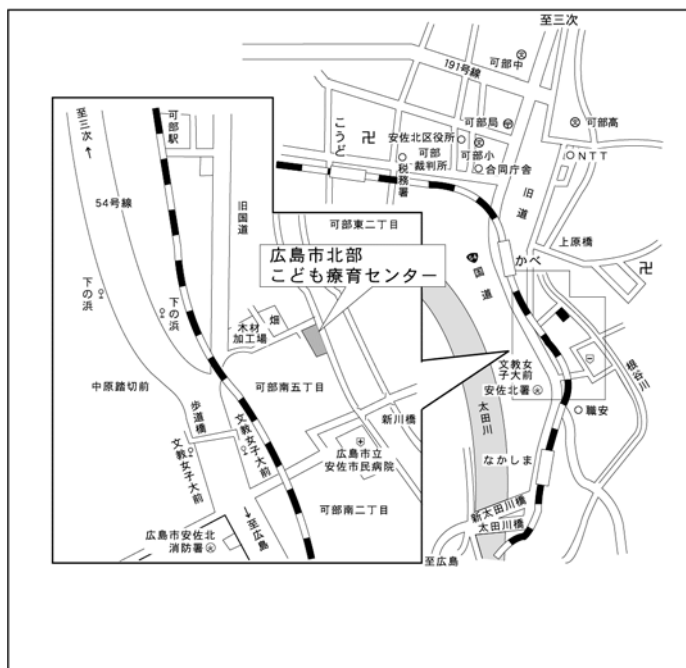 至三次
191号線
可部中
可部局
可部高
安佐北区役所
可部小
可部
裁判所
合同庁舎
NTT
こうど
税務署
旧国道
上原橋
かべ
54
国道
根谷川
文教女
子大前
安佐北署
職安
太田川
なかしま
新太田川橋
太田川橋
至広島
至三次
可部駅
54号線
旧国道
可部東二丁目
広島市北部
こども療育センター
下の浜
下の浜
畑
木材
加工場
中原踏切前
可部南五丁目
歩道橋
文教女子大前
文教女子大前
新川橋
広島市立
安佐市民病院
可部南二丁目
至広島
広島市安佐北
消防署